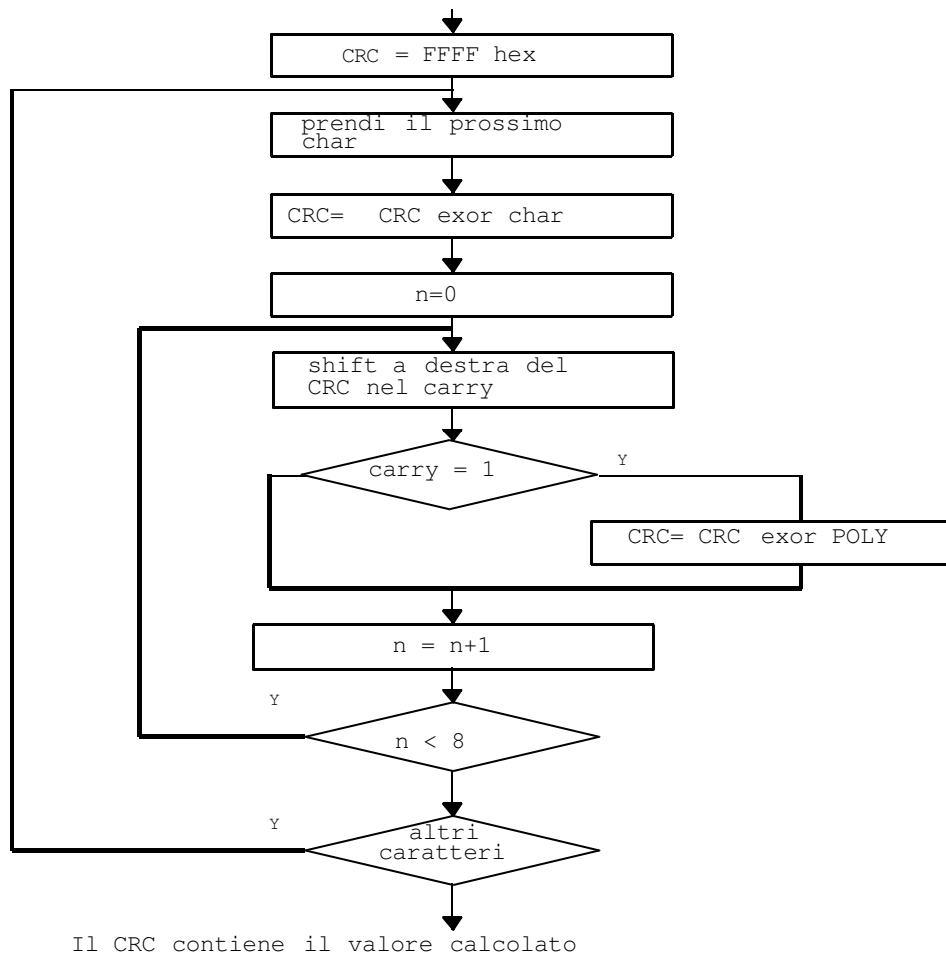 CRC = FFFF hex
prendi il prossimo
char
CRC= CRC exor char
n=0
shift a destra del
CRC nel carry
carry = 1
Y
CRC= CRC exor POLY
n = n+1
Y
n < 8
Y
altri
caratteri
Il CRC contiene il valore calcolato